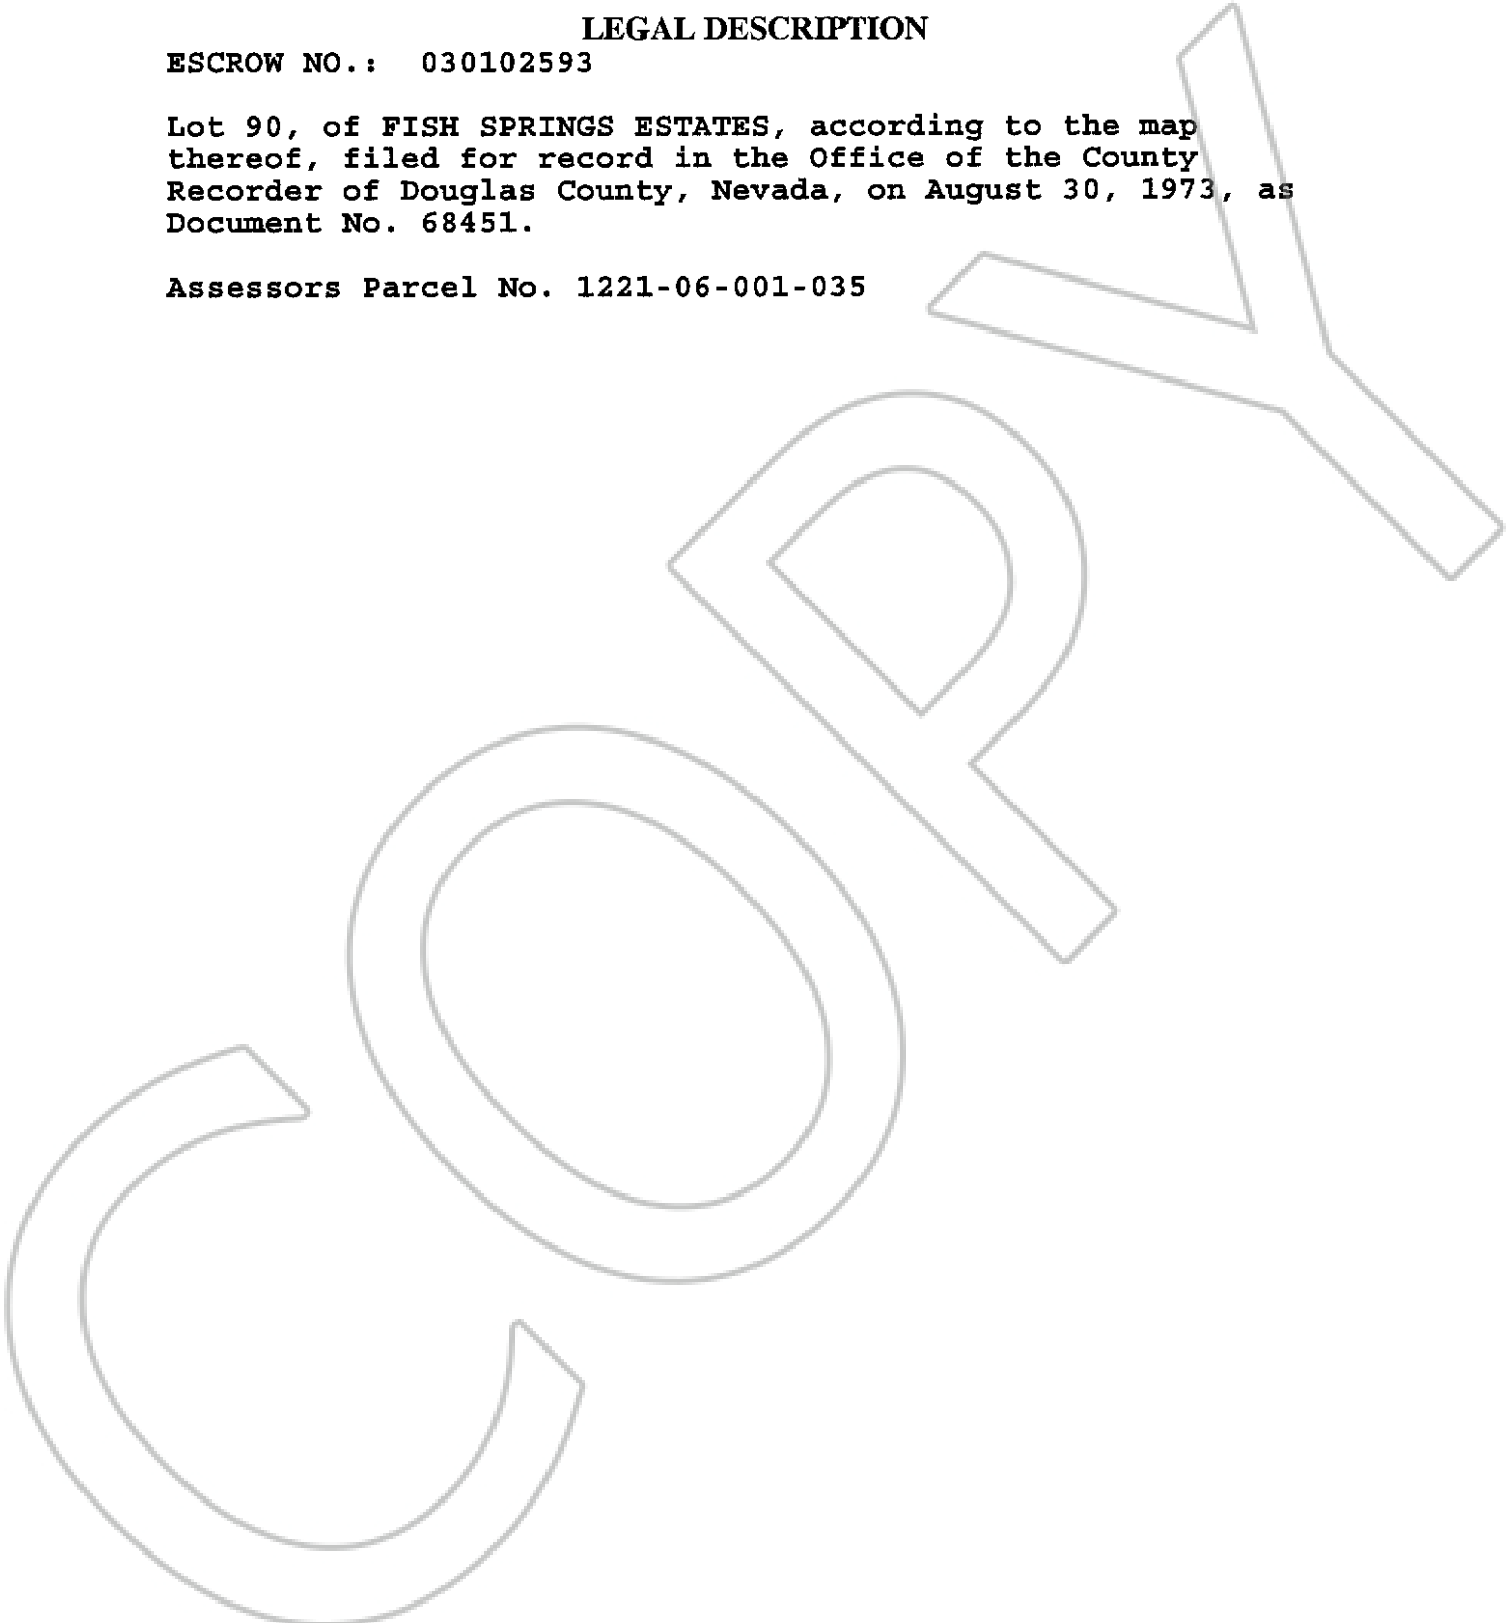 LEGAL DESCRIPTION
ESCROW NO.: 030102593
Lot 90, of FISH SPRINGS ESTATES, according to the map
thereof, filed for record in the Office of the County
Recorder of Douglas County, Nevada, on August 30, 1973, as
Document No. 68451.
Assessors Parcel No. 1221-06-001-035
COPY